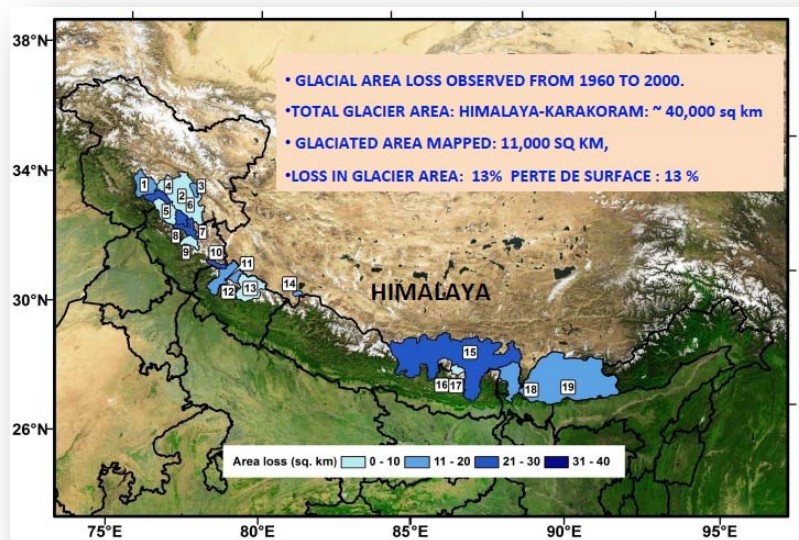 38°N
• GLACIAL AREA LOSS OBSERVED FROM 1960 TO 2000.
•TOTAL GLACIER AREA: HIMALAYA-KARAKORAM: ~ 40,000 sq km
• GLACIATED AREA MAPPED: 11,000 SQ KM,
•LOSS IN GLACIER AREA:  13%  PERTE DE SURFACE : 13 %
34°N
1
4
3
2
6
5
8
7
9
10
11
12
13
14
30°N
HIMALAYA
15
16
17
18
19
26°N
Area loss (sq. km) 0 - 10 11 - 20 21 - 30 31 - 40
75°E 80°E 85°E 90°E 95°E